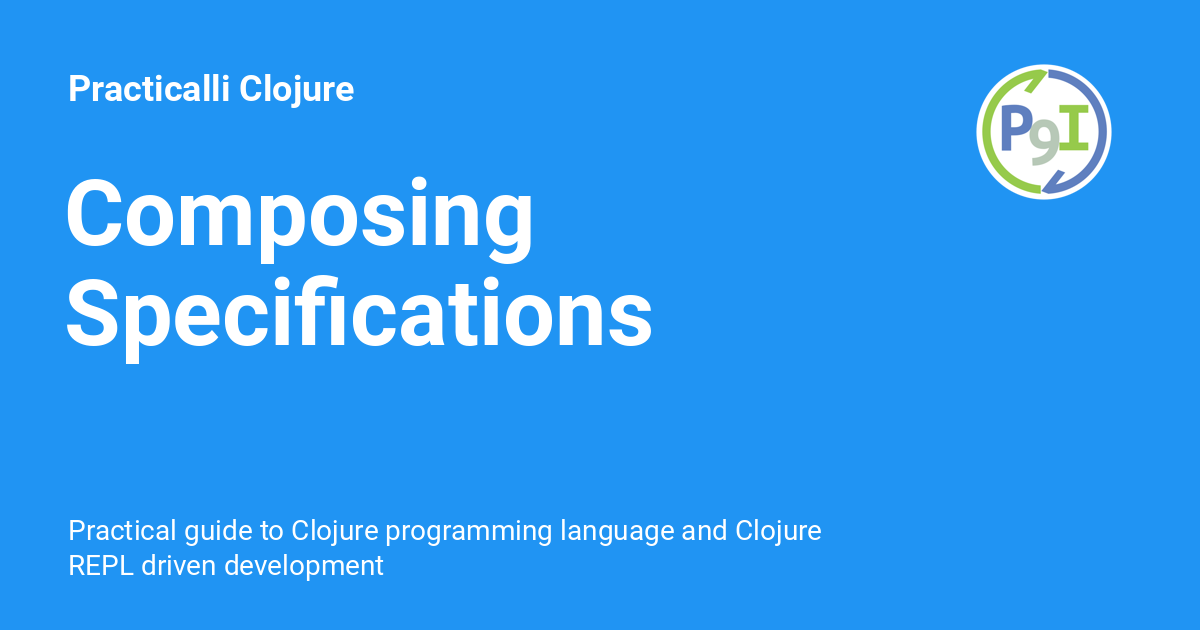 Practicalli Clojure
P9I
Composing
Specifications
Practical guide to Clojure programming language and Clojure
REPL driven development